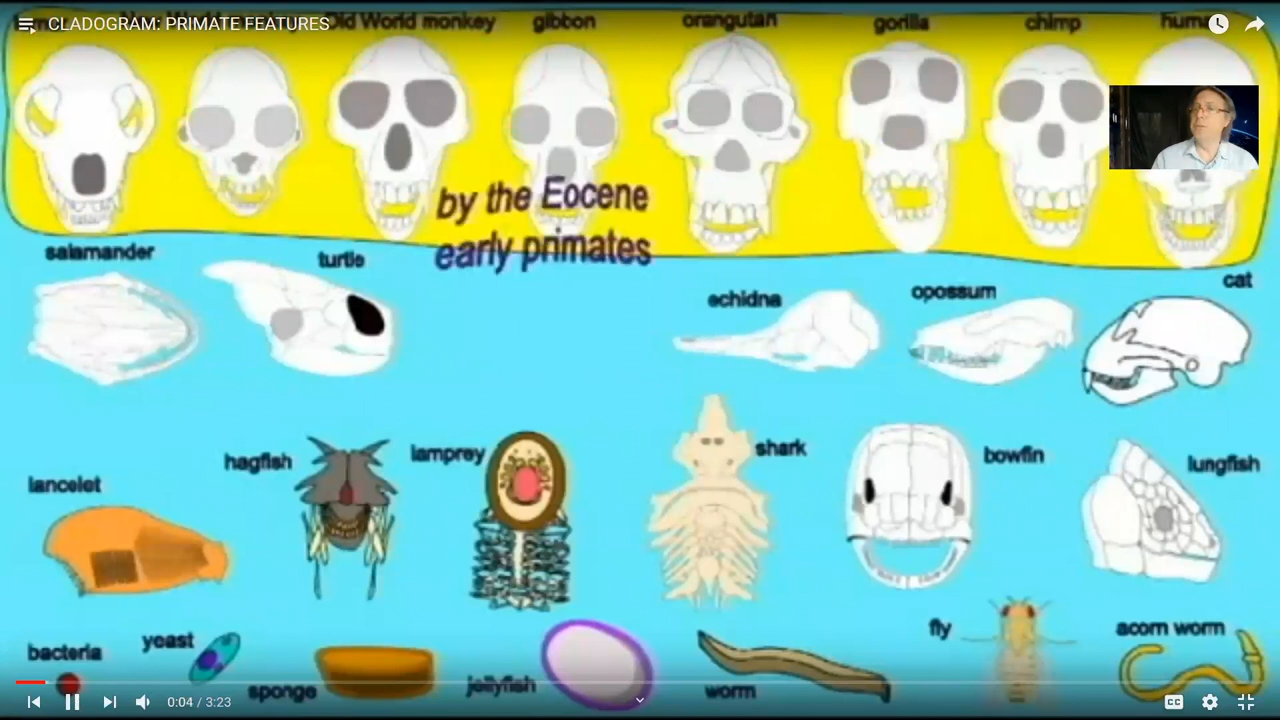 CLADOGRAM: PRIMATE FEATURES
Old World monkey
gibbon
orangutan
gorilla
chimp
by the Eocene
early primates
salamander
turtle
echidna
opossum
cat
lancelet
hagfish
lamprey
shark
bowfin
lungfish
bacteria
yeast
sponge
jellyfish
worm
fly
acorn worm
0:04 / 3:23
CC